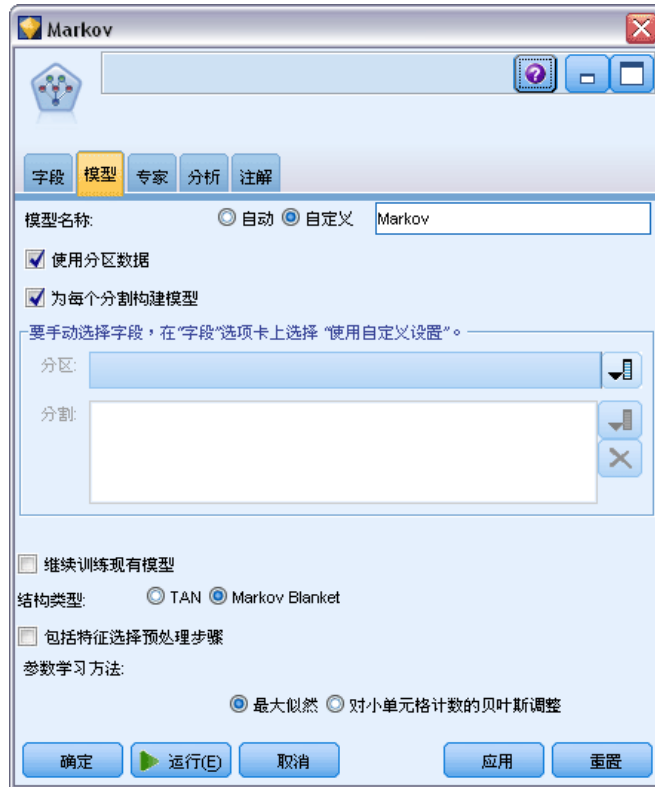 Markov
字段 模型 专家 分析 注解
模型名称: 自动 自定义 Markov
使用分区数据
为每个分割构建模型
要手动选择字段，在“字段”选项卡上选择 “使用自定义设置”。
分区:
分割:
继续训练现有模型
结构类型: TAN Markov Blanket
包括特征选择预处理步骤
参数学习方法:
最大似然 对小单元格计数的贝叶斯调整
确定 运行(E) 取消 应用 重置